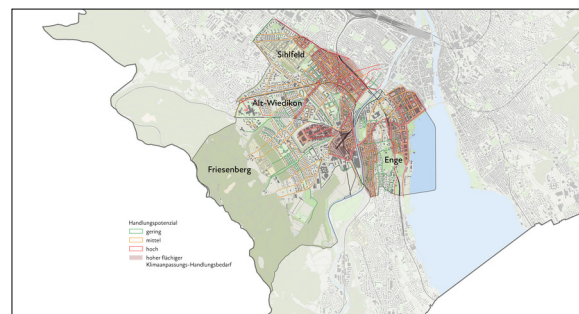 Sihlfeld
Alt-Wiedikon
Friesenberg
Enge
Handlungspotenzial
gering
mittel
hoch
hoher flächiger
Klimaanpassungs-Handlungsbedarf